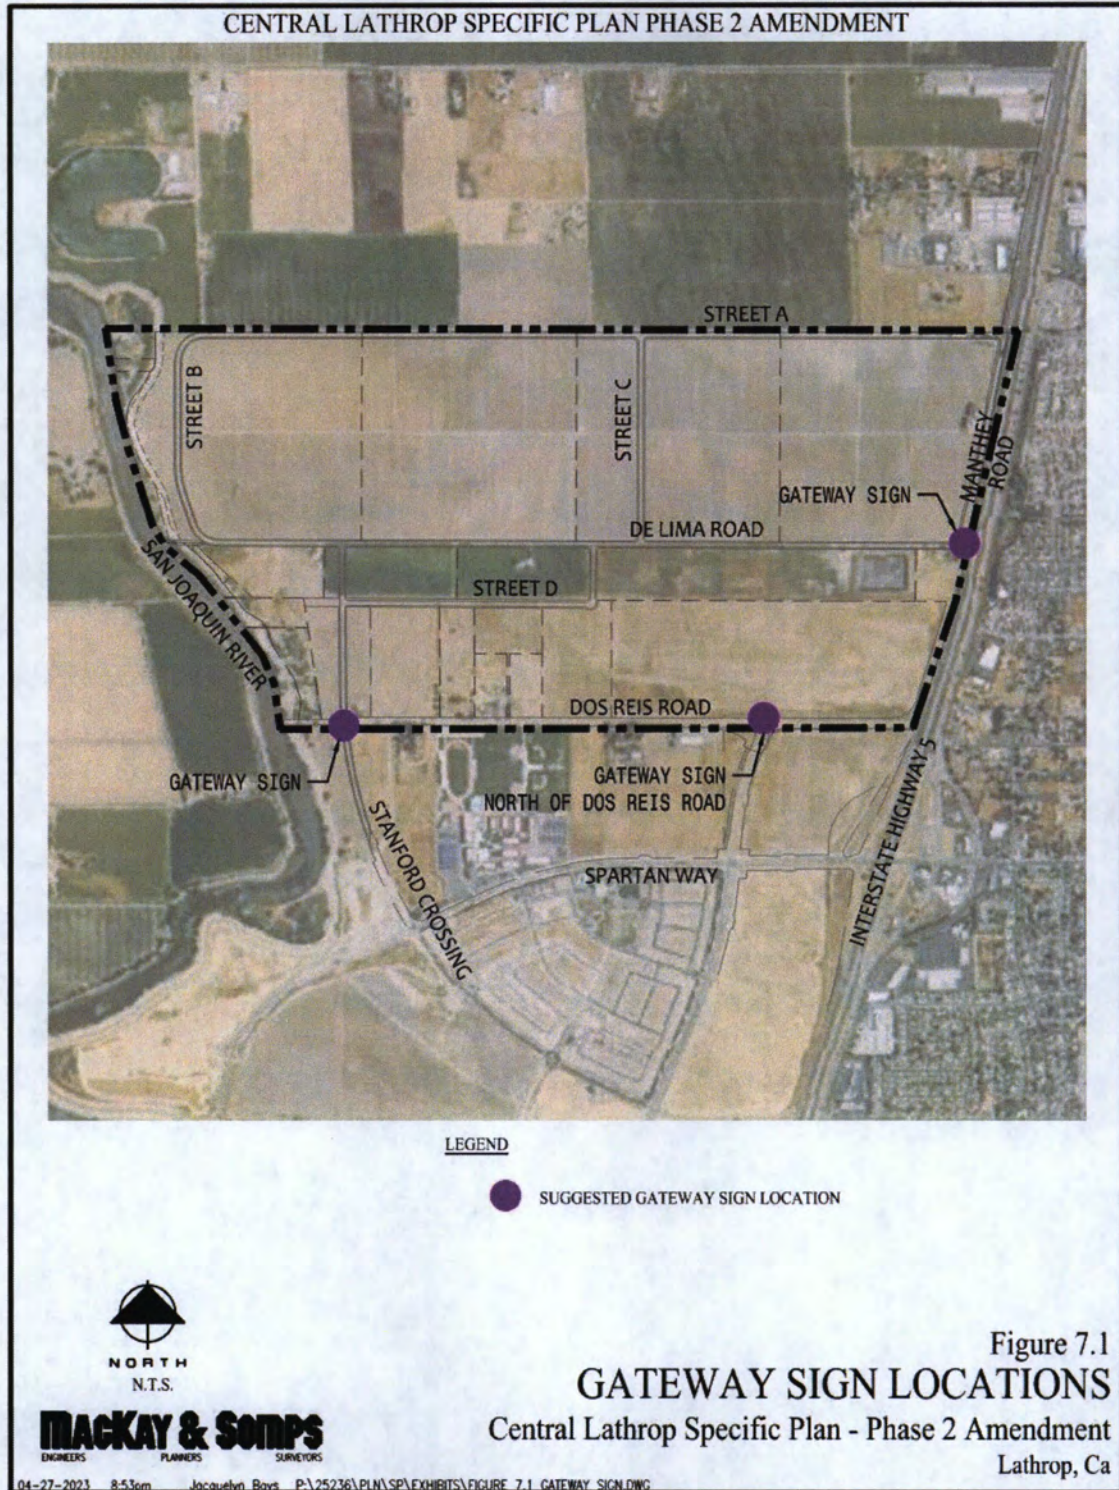 CENTRAL LATHROP SPECIFIC PLAN PHASE 2 AMENDMENT
STREET A
STREET B
STREET C
MANTHEY
ROAD
GATEWAY SIGN
DE LIMA ROAD
STREET D
SAN JOAQUIN RIVER
DOS REIS ROAD
GATEWAY SIGN
GATEWAY SIGN
NORTH OF DOS REIS ROAD
STANFORD CROSSING
SPARTAN WAY
INTERSTATE HIGHWAY 5
LEGEND
SUGGESTED GATEWAY SIGN LOCATION
NORTH
N.T.S.
MACKAY & SOMPS
ENGINEERS PLANNERS SURVEYORS
Figure 7.1
GATEWAY SIGN LOCATIONS
Central Lathrop Specific Plan - Phase 2 Amendment
Lathrop, Ca
04-27-2023 8:53pm Jacquelyn Bays P:\25236\PLN\SP\EXHIBITS\FIGURE 7.1 GATEWAY SIGN.DWG